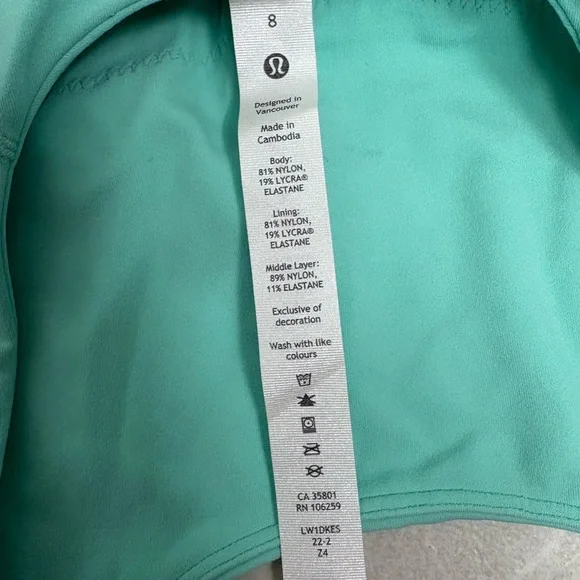 8
Designed in
Vancouver
Made in
Cambodia
Body:
81% NYLON,
19% LYCRA®
ELASTANE
Lining:
81% NYLON,
19% LYCRA®
ELASTANE
Middle Layer:
89% NYLON,
11% ELASTANE
Exclusive of
decoration
Wash with like
colours
CA 35801
RN 106259
LW1DKES
22-2
Z4